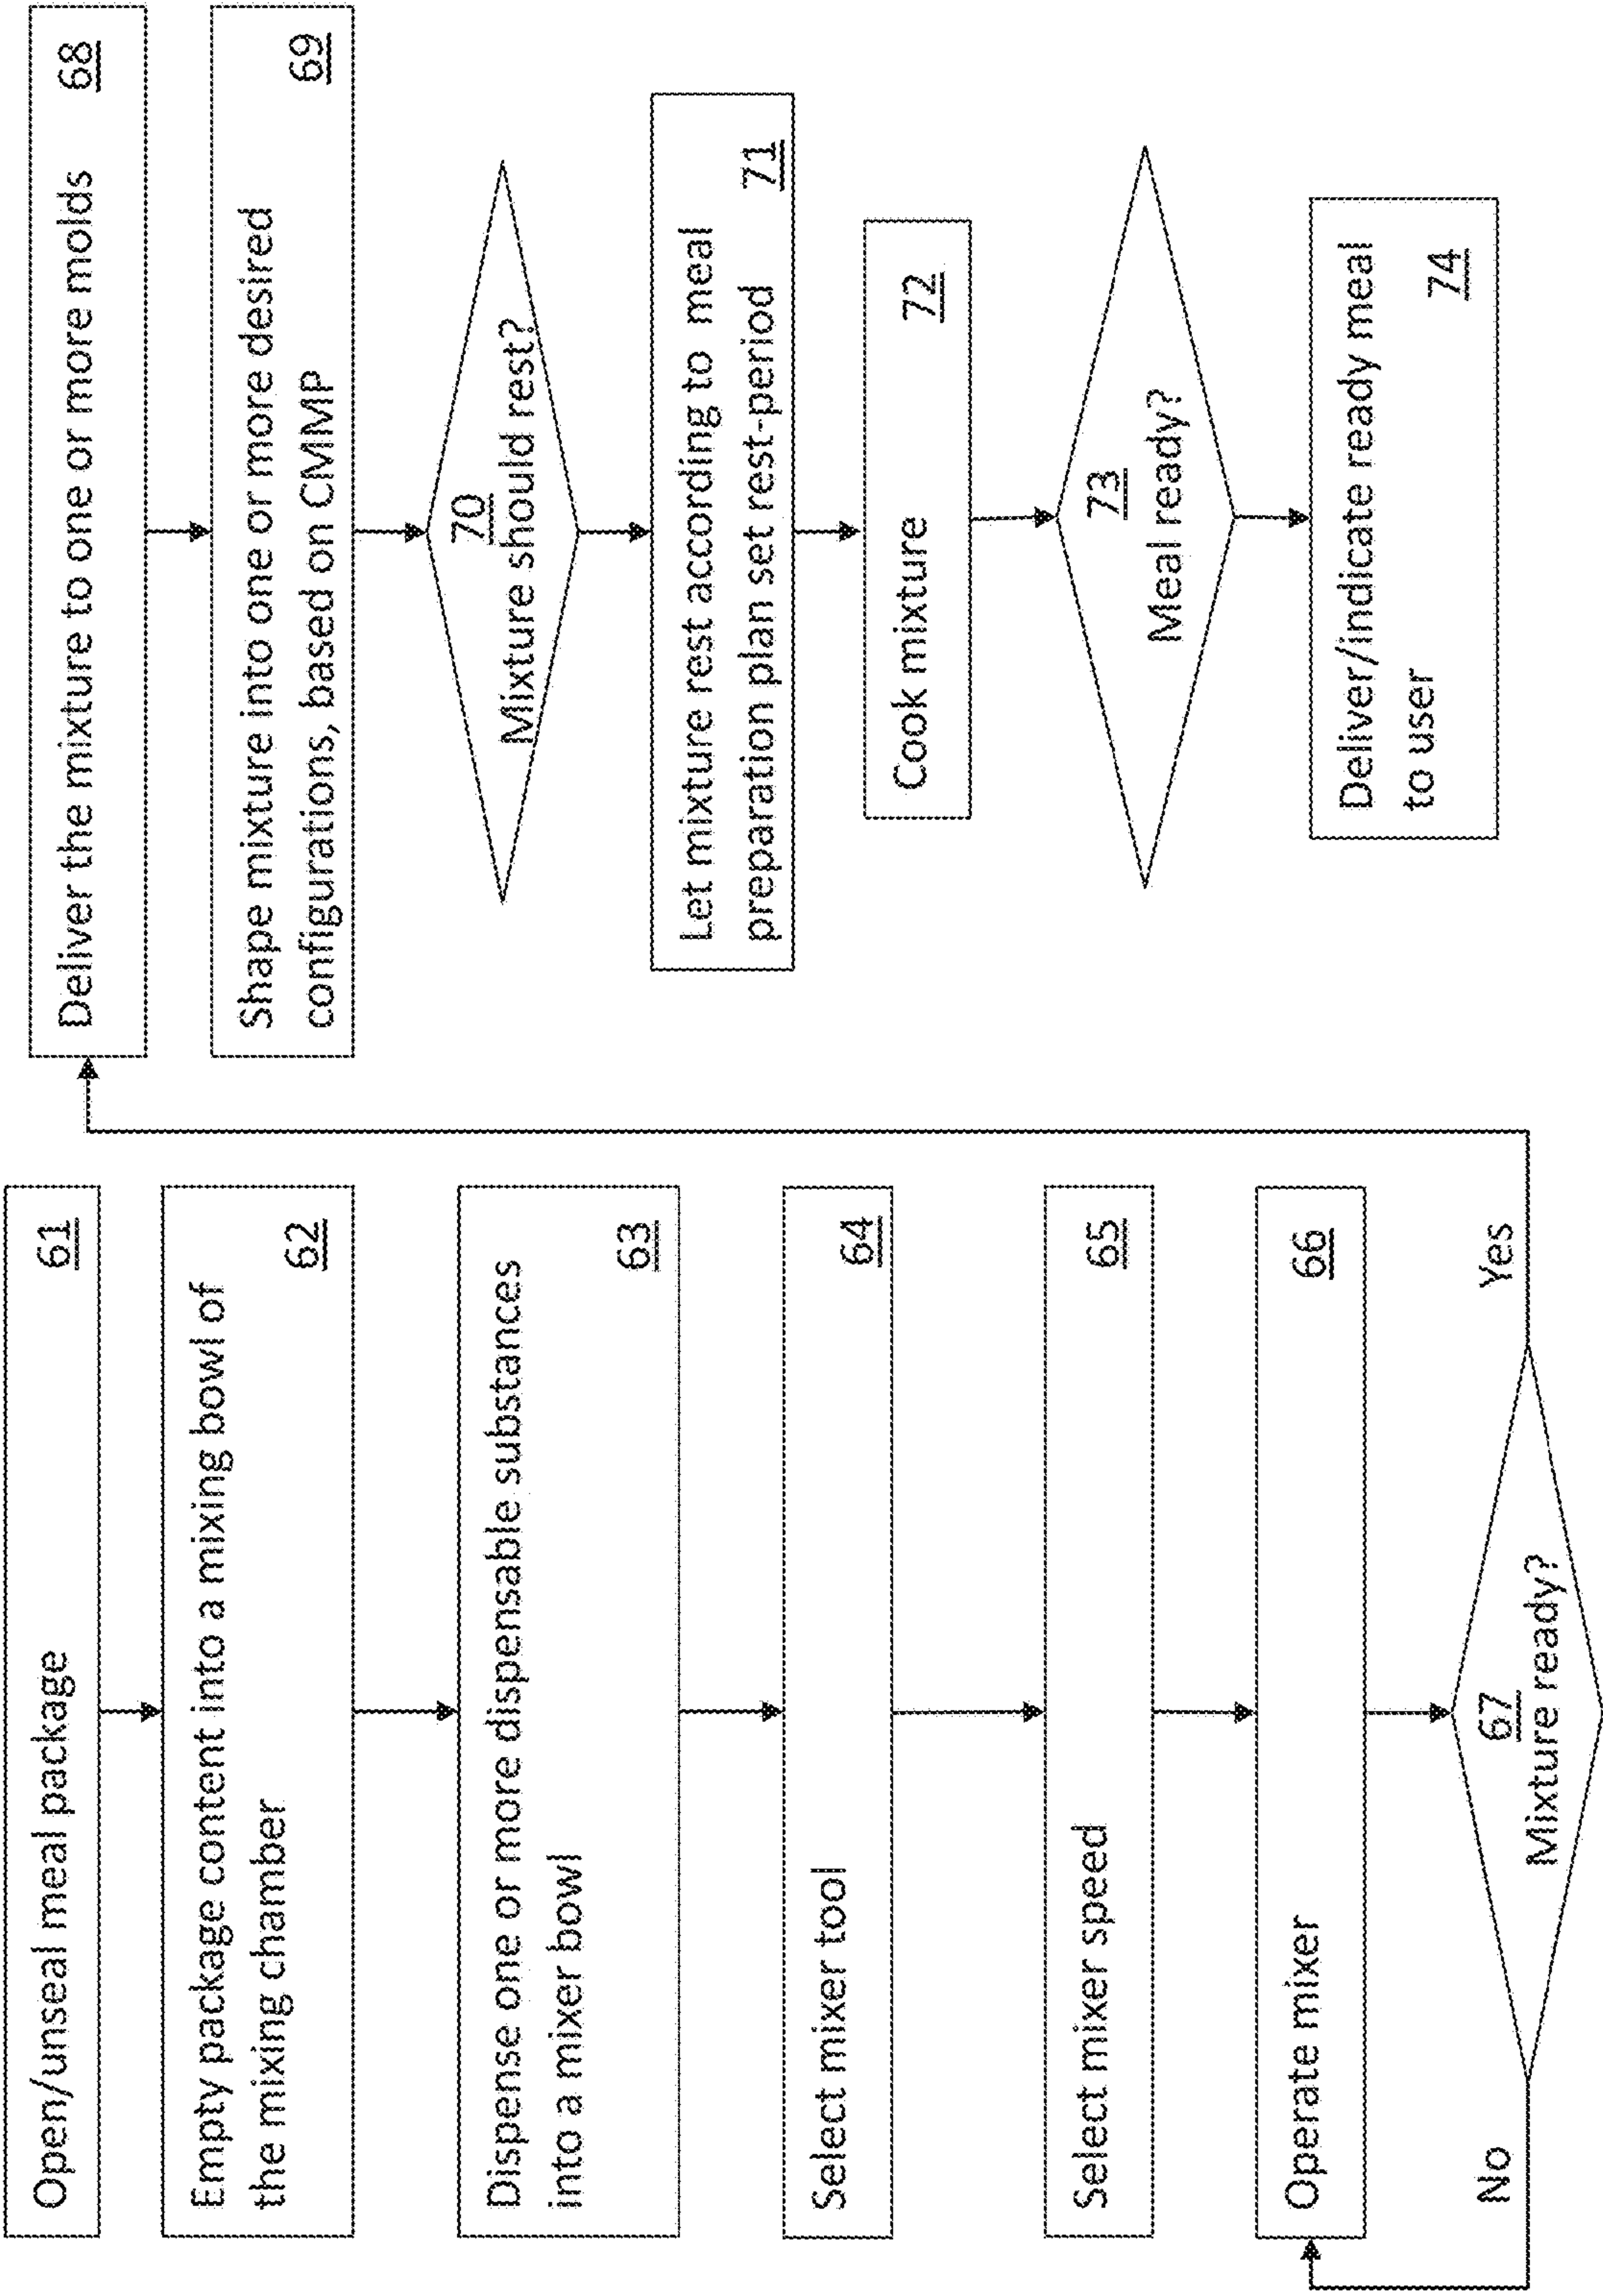 Open/unseal meal package 61
Empty package content into a mixing bowl of
the mixing chamber 62
Dispense one or more dispensable substances
into a mixer bowl 63
Select mixer tool 64
Select mixer speed 65
Operate mixer 66
67
Mixture ready?
No
Yes
Deliver the mixture to one or more molds 68
Shape mixture into one or more desired
configurations, based on CMMP 69
70
Mixture should rest?
Let mixture rest according to meal
preparation plan set rest-period 71
Cook mixture 72
73
Meal ready?
Deliver/indicate ready meal
to user 74